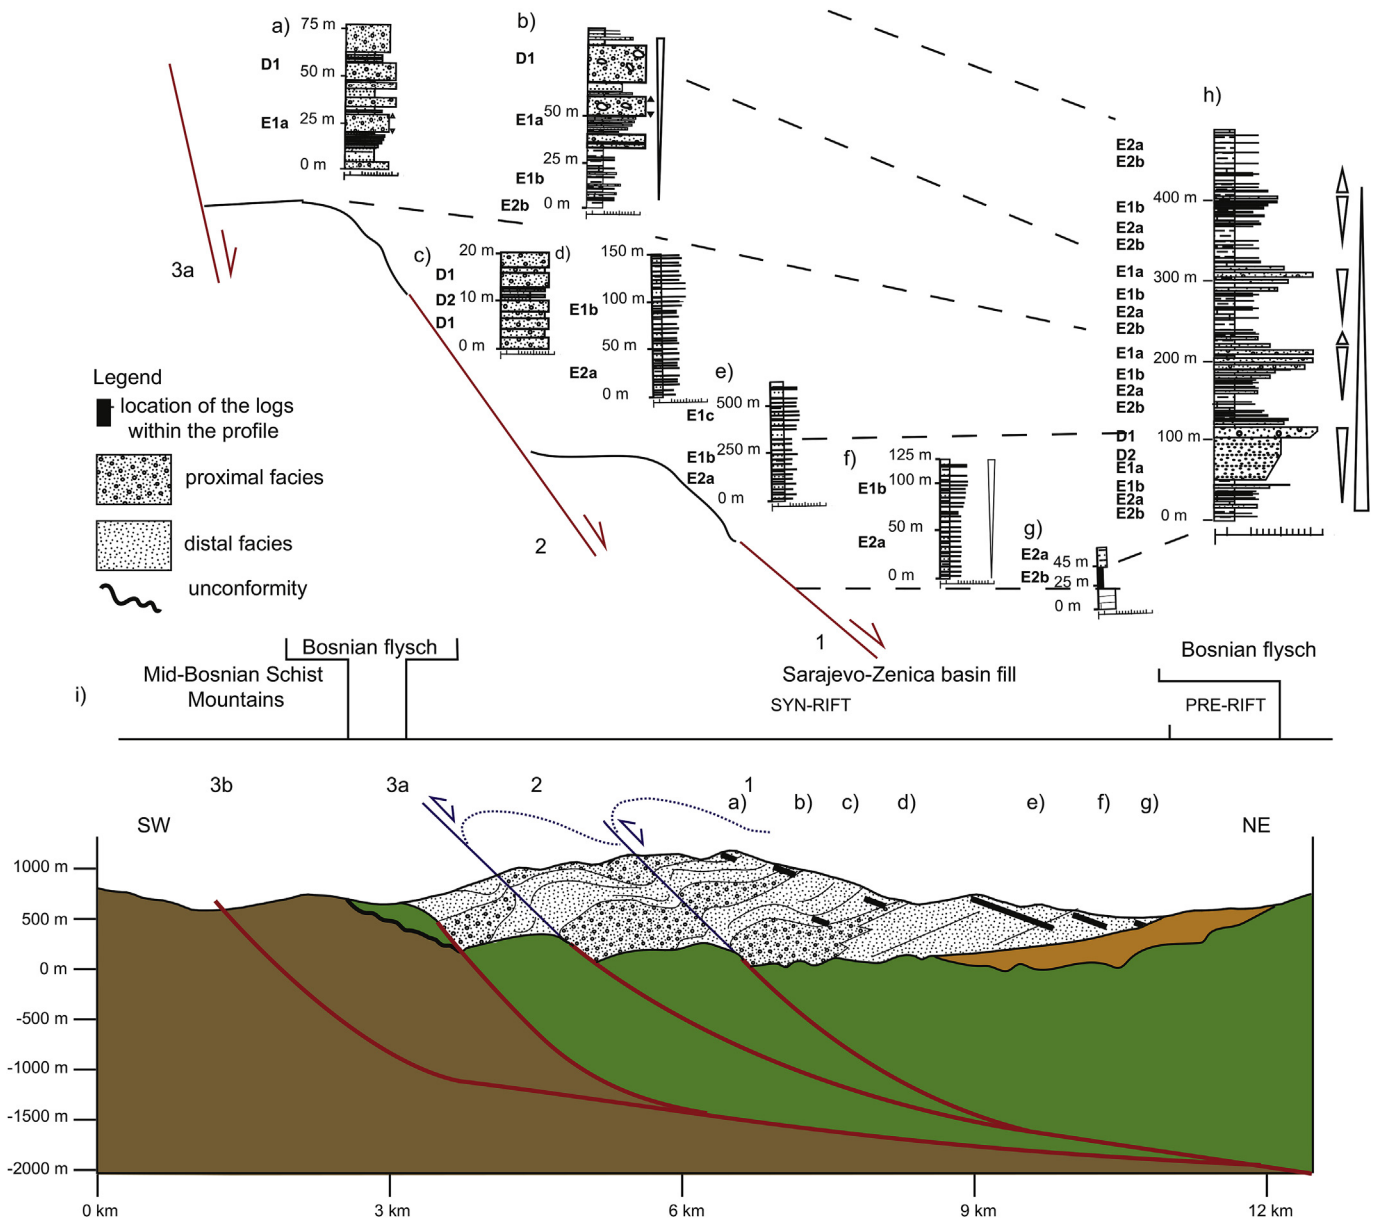 a)
75 m
D1
50 m
E1a
25 m
0 m
b)
D1
50 m
E1a
25 m
E1b
E2b
0 m
h)
E2a
E2b
400 m
E1b
E2a
E2b
E1a
300 m
E1b
E2a
E2b
E1a
200 m
E1b
E2a
E2b
D1
100 m
D2
E1a
E1b
E2a
E2b
0 m
3a
c)
20 m
D1
D2
10 m
D1
0 m
d)
150 m
100 m
E1b
50 m
E2a
0 m
e)
500 m
E1c
E1b
250 m
E2a
0 m
f)
125 m
100 m
E1b
50 m
E2a
0 m
g)
E2a
45 m
E2b
25 m
0 m
2
1
Legend
location of the logs
within the profile
proximal facies
distal facies
unconformity
i)
Mid-Bosnian Schist
Mountains
Bosnian flysch
Sarajevo-Zenica basin fill
SYN-RIFT
Bosnian flysch
PRE-RIFT
3b
3a
2
1
a)
b)
c)
d)
e)
f)
g)
SW
NE
1000 m
500 m
0 m
-500 m
-1000 m
-1500 m
-2000 m
0 km
3 km
6 km
9 km
12 km